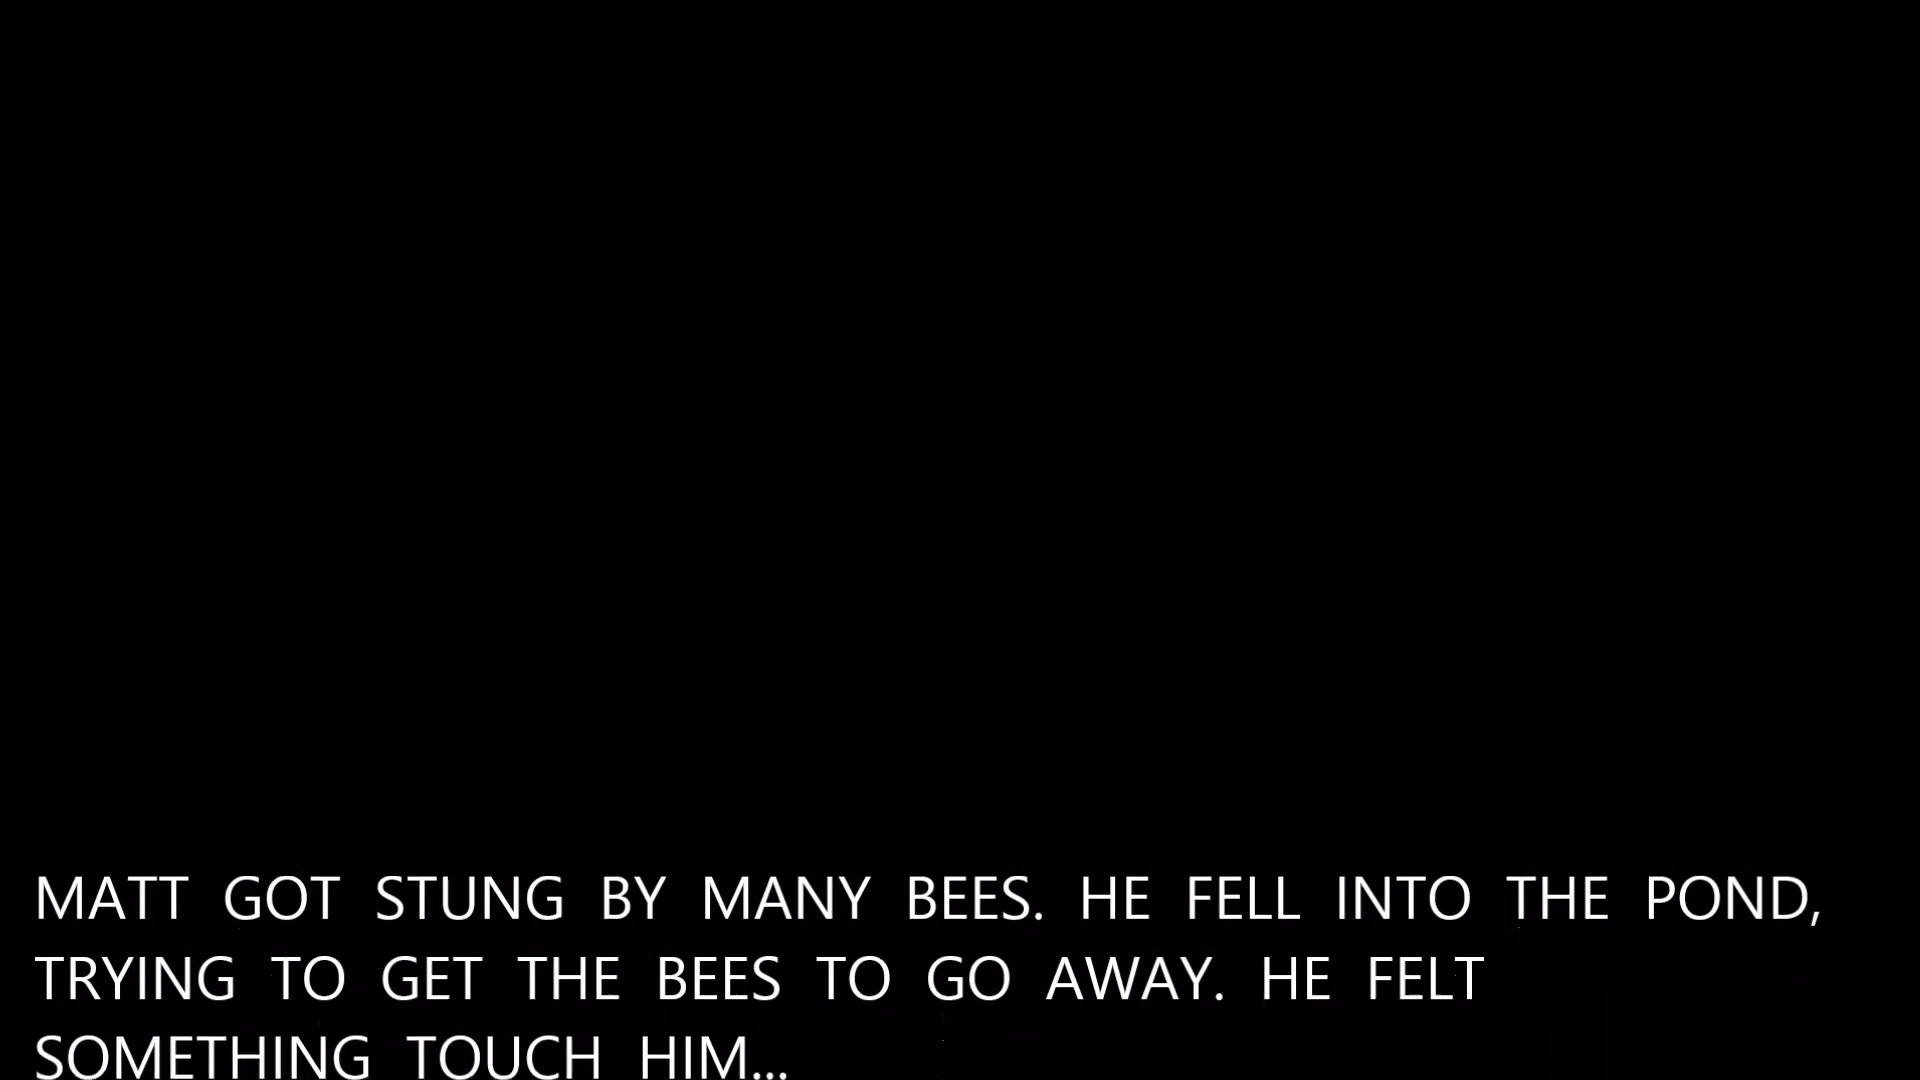 MATT GOT STUNG BY MANY BEES. HE FELL INTO THE POND,
TRYING TO GET THE BEES TO GO AWAY. HE FELT
SOMETHING TOUCH HIM...